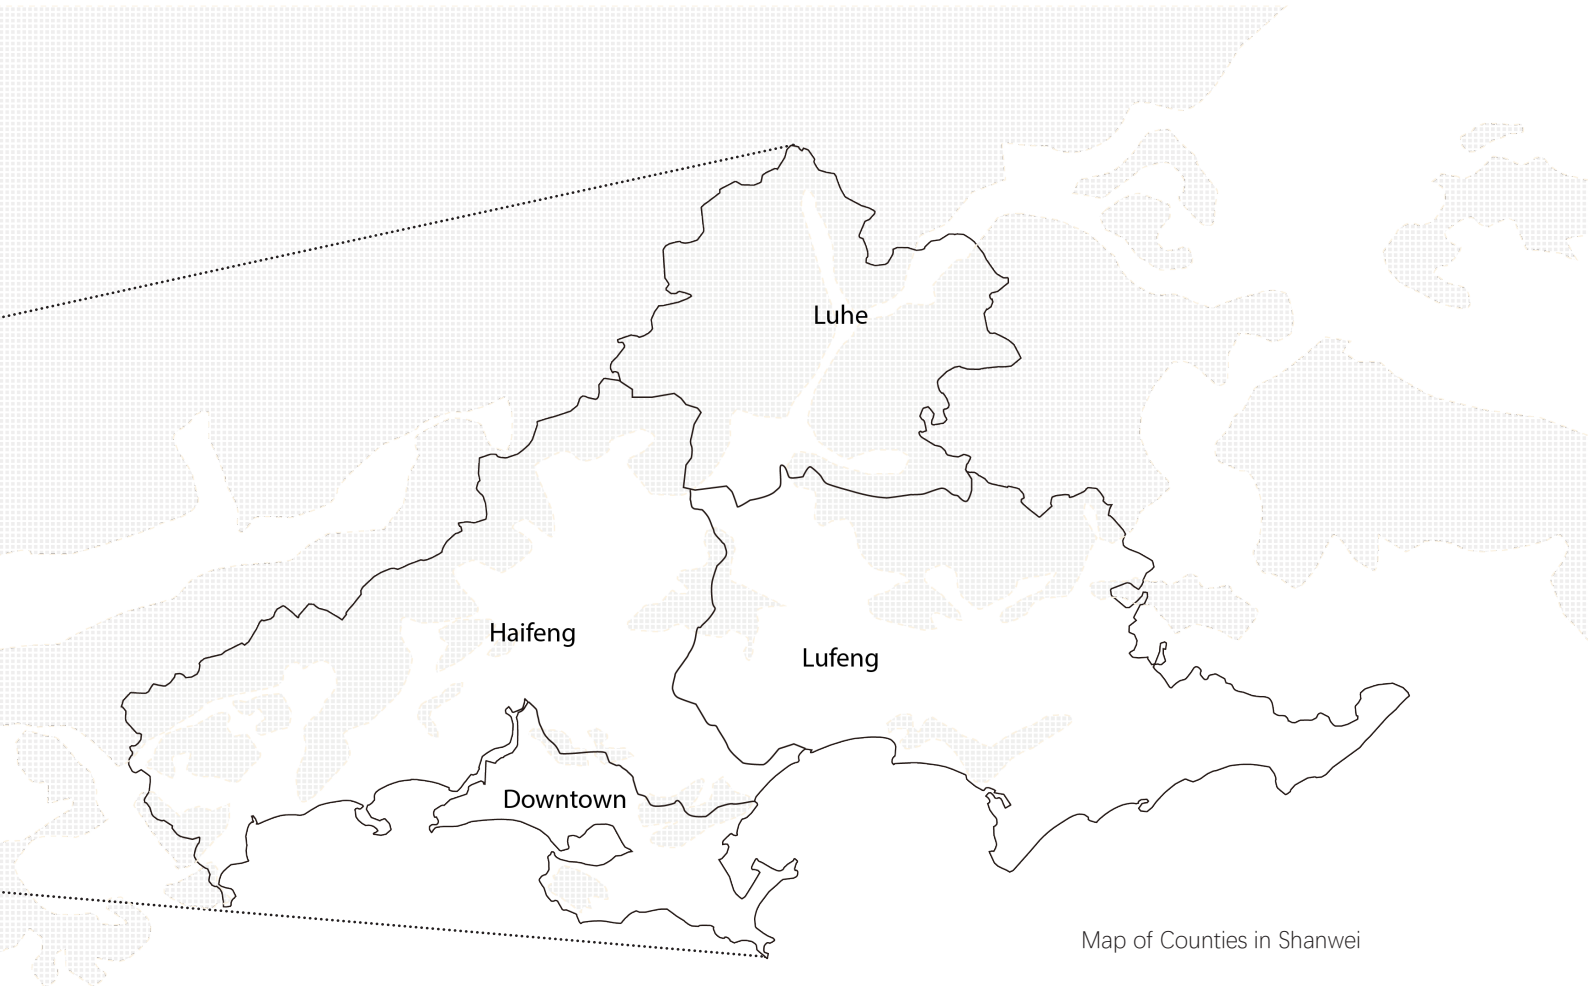 Luhe
Haifeng
Lufeng
Downtown
Map of Counties in Shanwei